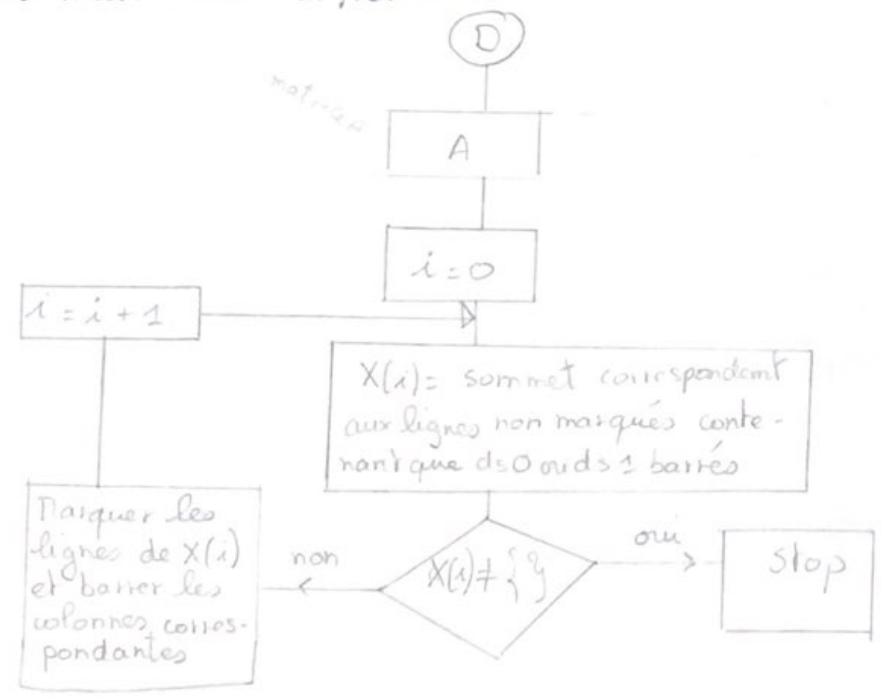 D
A
i = 0
i = i + 1
X(i) = sommet correspondant
aux lignes non marqués conte-
nant que ds 0 ou ds 1 barrés
Marquer les
lignes de X(i)
et barrer les
colonnes corres-
pondantes
non
X(i) ≠ { }
oui
stop